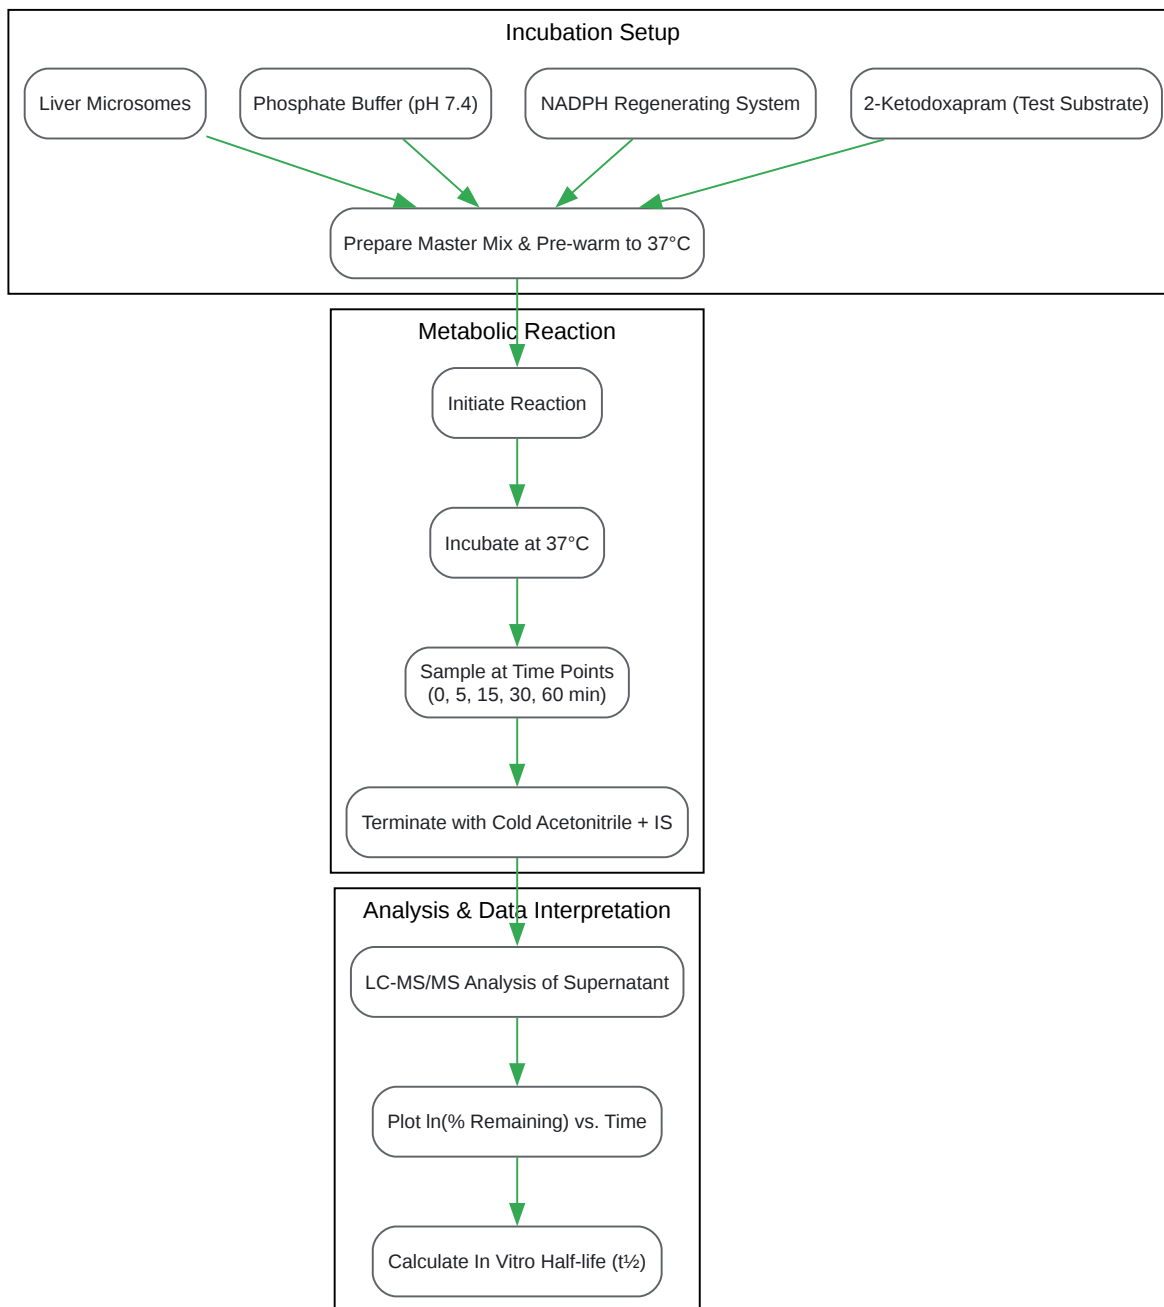 Incubation Setup
Liver Microsomes
Phosphate Buffer (pH 7.4)
NADPH Regenerating System
2-Ketodoxapram (Test Substrate)
Prepare Master Mix & Pre-warm to 37°C
Metabolic Reaction
Initiate Reaction
Incubate at 37°C
Sample at Time Points
(0, 5, 15, 30, 60 min)
Terminate with Cold Acetonitrile + IS
Analysis & Data Interpretation
LC-MS/MS Analysis of Supernatant
Plot ln(% Remaining) vs. Time
Calculate In Vitro Half-life (t½)